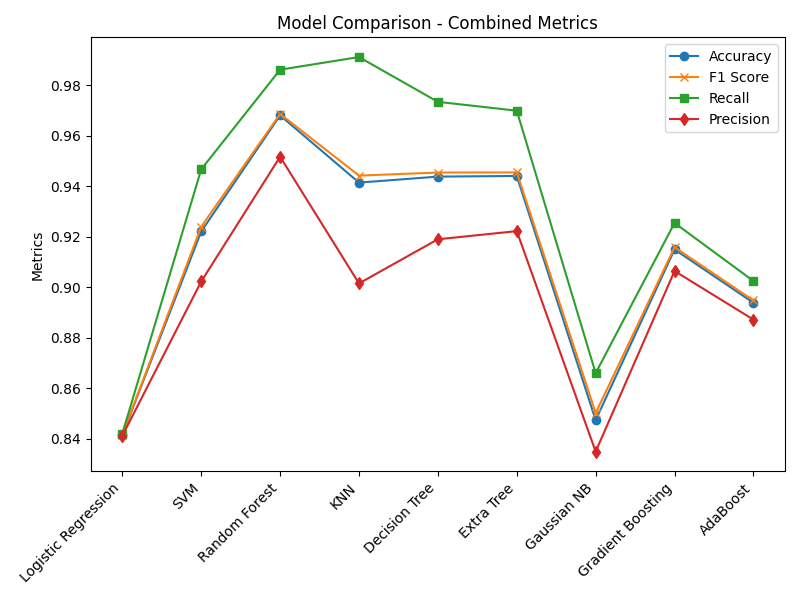 Model Comparison - Combined Metrics
Accuracy
F1 Score
Recall
Precision
Metrics
0.98
0.96
0.94
0.92
0.90
0.88
0.86
0.84
Logistic Regression
SVM
Random Forest
KNN
Decision Tree
Extra Tree
Gaussian NB
Gradient Boosting
AdaBoost